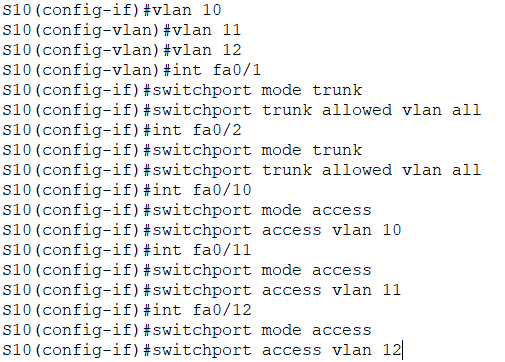 S10(config-if)#vlan 10
S10(config-vlan)#vlan 11
S10(config-vlan)#vlan 12
S10(config-vlan)#int fa0/1
S10(config-if)#switchport mode trunk
S10(config-if)#switchport trunk allowed vlan all
S10(config-if)#int fa0/2
S10(config-if)#switchport mode trunk
S10(config-if)#switchport trunk allowed vlan all
S10(config-if)#int fa0/10
S10(config-if)#switchport mode access
S10(config-if)#switchport access vlan 10
S10(config-if)#int fa0/11
S10(config-if)#switchport mode access
S10(config-if)#switchport access vlan 11
S10(config-if)#int fa0/12
S10(config-if)#switchport mode access
S10(config-if)#switchport access vlan 12